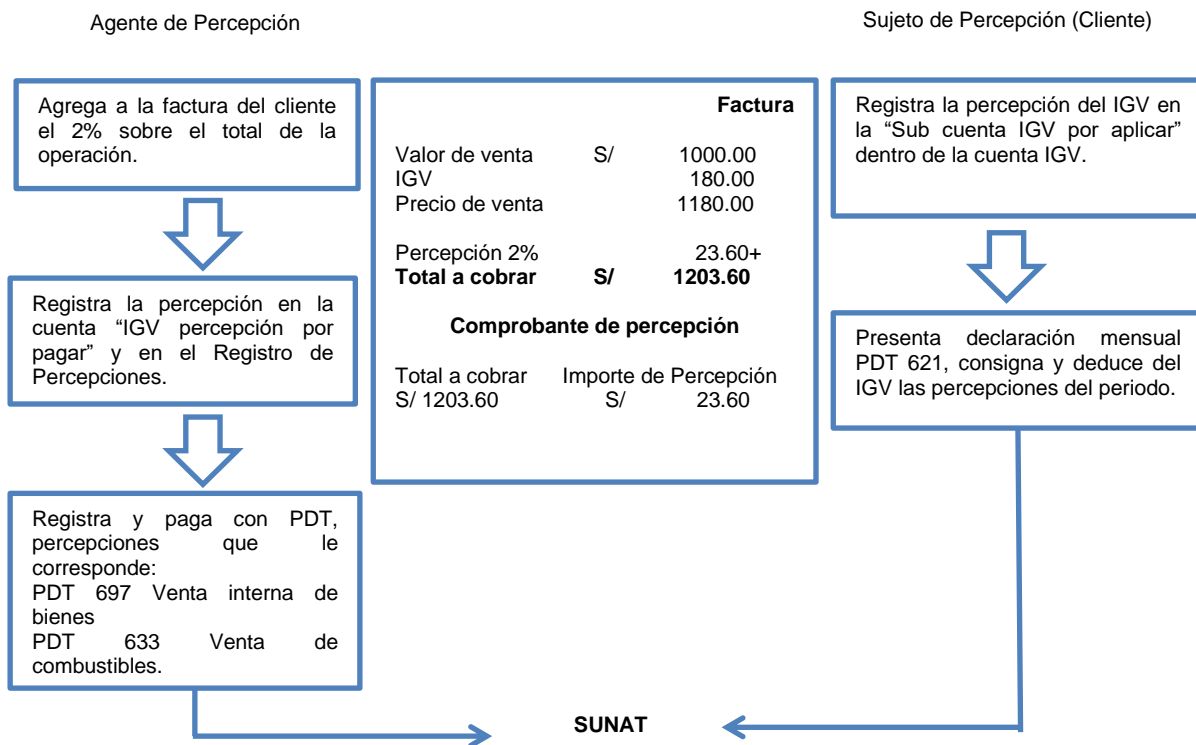 Agente de Percepción
Sujeto de Percepción (Cliente)
Agrega a la factura del cliente
el 2% sobre el total de la
operación.
Registra la percepción en la
cuenta “IGV percepción por
pagar” y en el Registro de
Percepciones.
Registra y paga con PDT,
percepciones que le
corresponde:
PDT 697 Venta interna de
bienes
PDT 633 Venta de
combustibles.
Factura
Valor de venta S/ 1000.00
IGV 180.00
Precio de venta 1180.00
Percepción 2% 23.60+
Total a cobrar S/ 1203.60
Comprobante de percepción
Total a cobrar Importe de Percepción
S/ 1203.60 S/ 23.60
Registra la percepción del IGV en
la “Sub cuenta IGV por aplicar”
dentro de la cuenta IGV.
Presenta declaración mensual
PDT 621, consigna y deduce del
IGV las percepciones del periodo.
SUNAT